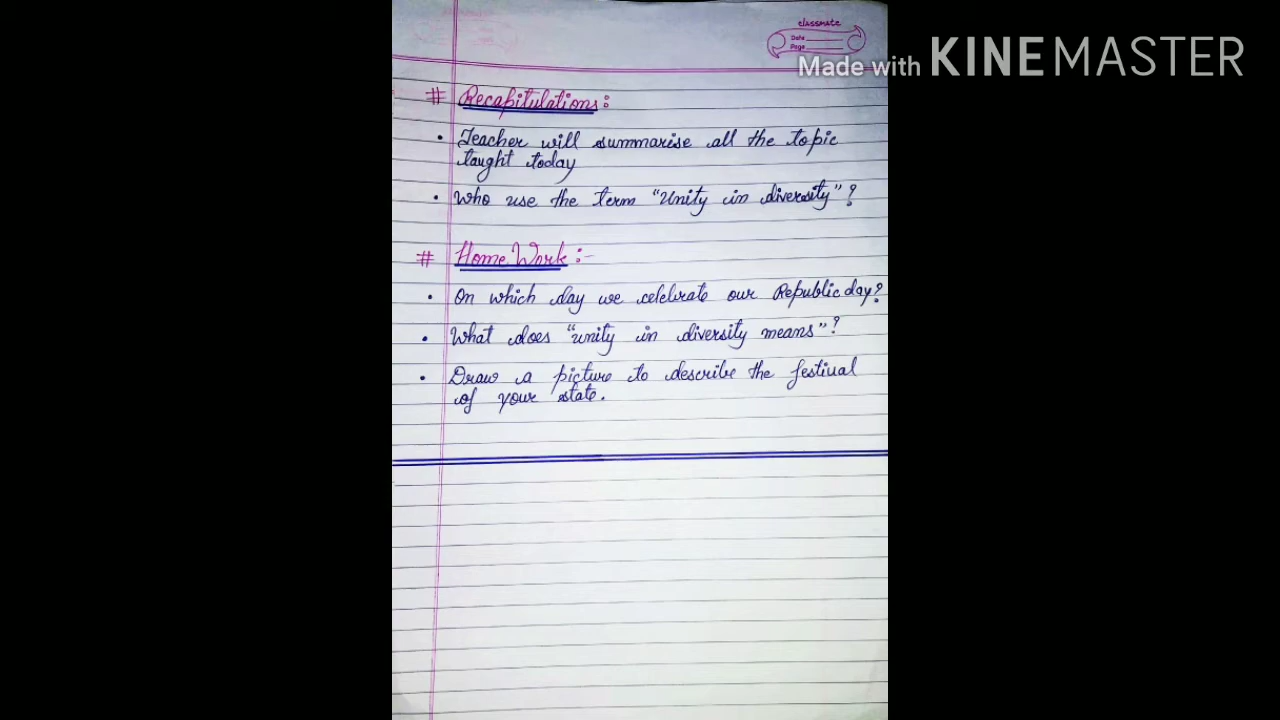 classmate
Date
Page
Made with KINEMASTER
# Recapitulations:
• Teacher will summarise all the topic
taught today
• Who use the term "Unity in diversity"?
# Home Work:-
• On which day we celebrate our Republic day?
• What does "unity in diversity means"?
• Draw a picture to describe the festival
of your state.